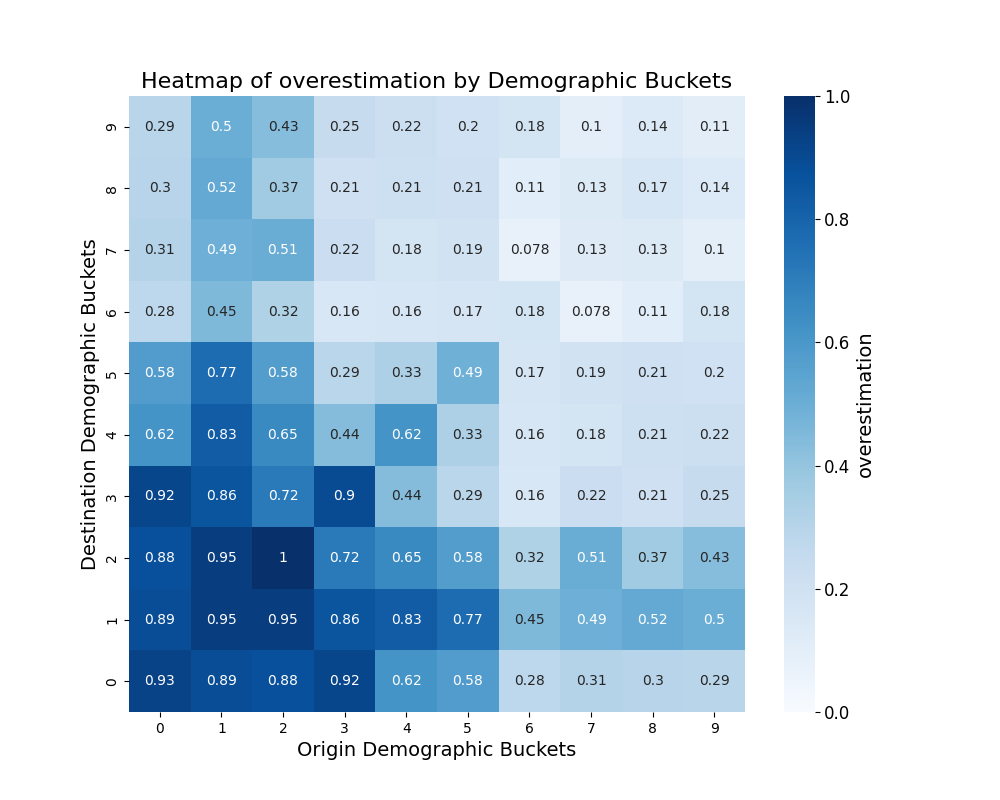 Heatmap of overestimation by Demographic Buckets
9 0.29 0.5 0.43 0.25 0.22 0.2 0.18 0.1 0.14 0.11
8 0.3 0.52 0.37 0.21 0.21 0.21 0.11 0.13 0.17 0.14
7 0.31 0.49 0.51 0.22 0.18 0.19 0.078 0.13 0.13 0.1
6 0.28 0.45 0.32 0.16 0.16 0.17 0.18 0.078 0.11 0.18
5 0.58 0.77 0.58 0.29 0.33 0.49 0.17 0.19 0.21 0.2
4 0.62 0.83 0.65 0.44 0.62 0.33 0.16 0.18 0.21 0.22
3 0.92 0.86 0.72 0.9 0.44 0.29 0.16 0.22 0.21 0.25
2 0.88 0.95 1 0.72 0.65 0.58 0.32 0.51 0.37 0.43
1 0.89 0.95 0.95 0.86 0.83 0.77 0.45 0.49 0.52 0.5
0 0.93 0.89 0.88 0.92 0.62 0.58 0.28 0.31 0.3 0.29
0 1 2 3 4 5 6 7 8 9
Origin Demographic Buckets
Destination Demographic Buckets
1.0
0.8
0.6
0.4
0.2
0.0
overestimation